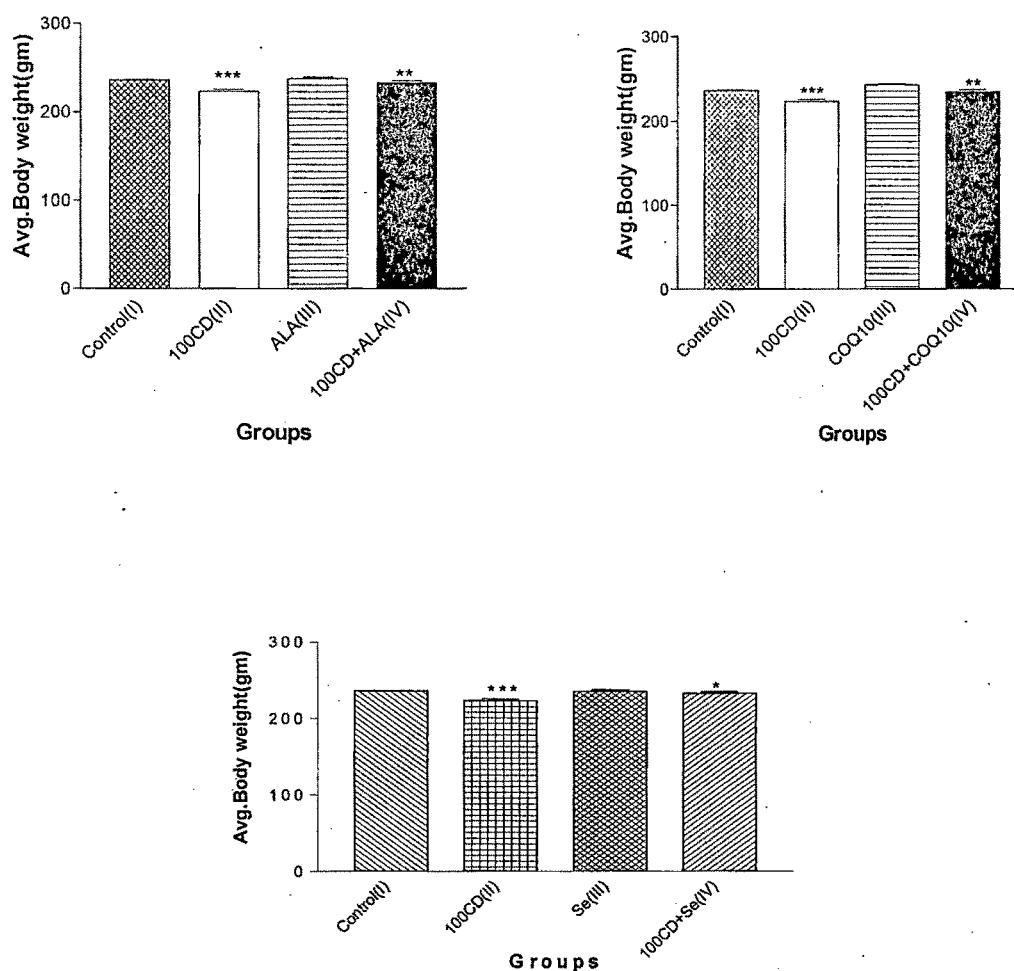 Avg.Body weight(gm)
300
200
100
0
***
**
Control(I)
100CD(II)
ALA(III)
100CD+ALA(IV)
Groups
Avg.Body weight(gm)
300
200
100
0
***
**
Control(I)
100CD(II)
COQ10(III)
100CD+COQ10(IV)
Groups
Avg.Body weight(gm)
300
200
100
0
***
*
Control(I)
100CD(II)
Se(III)
100CD+Se(IV)
Groups